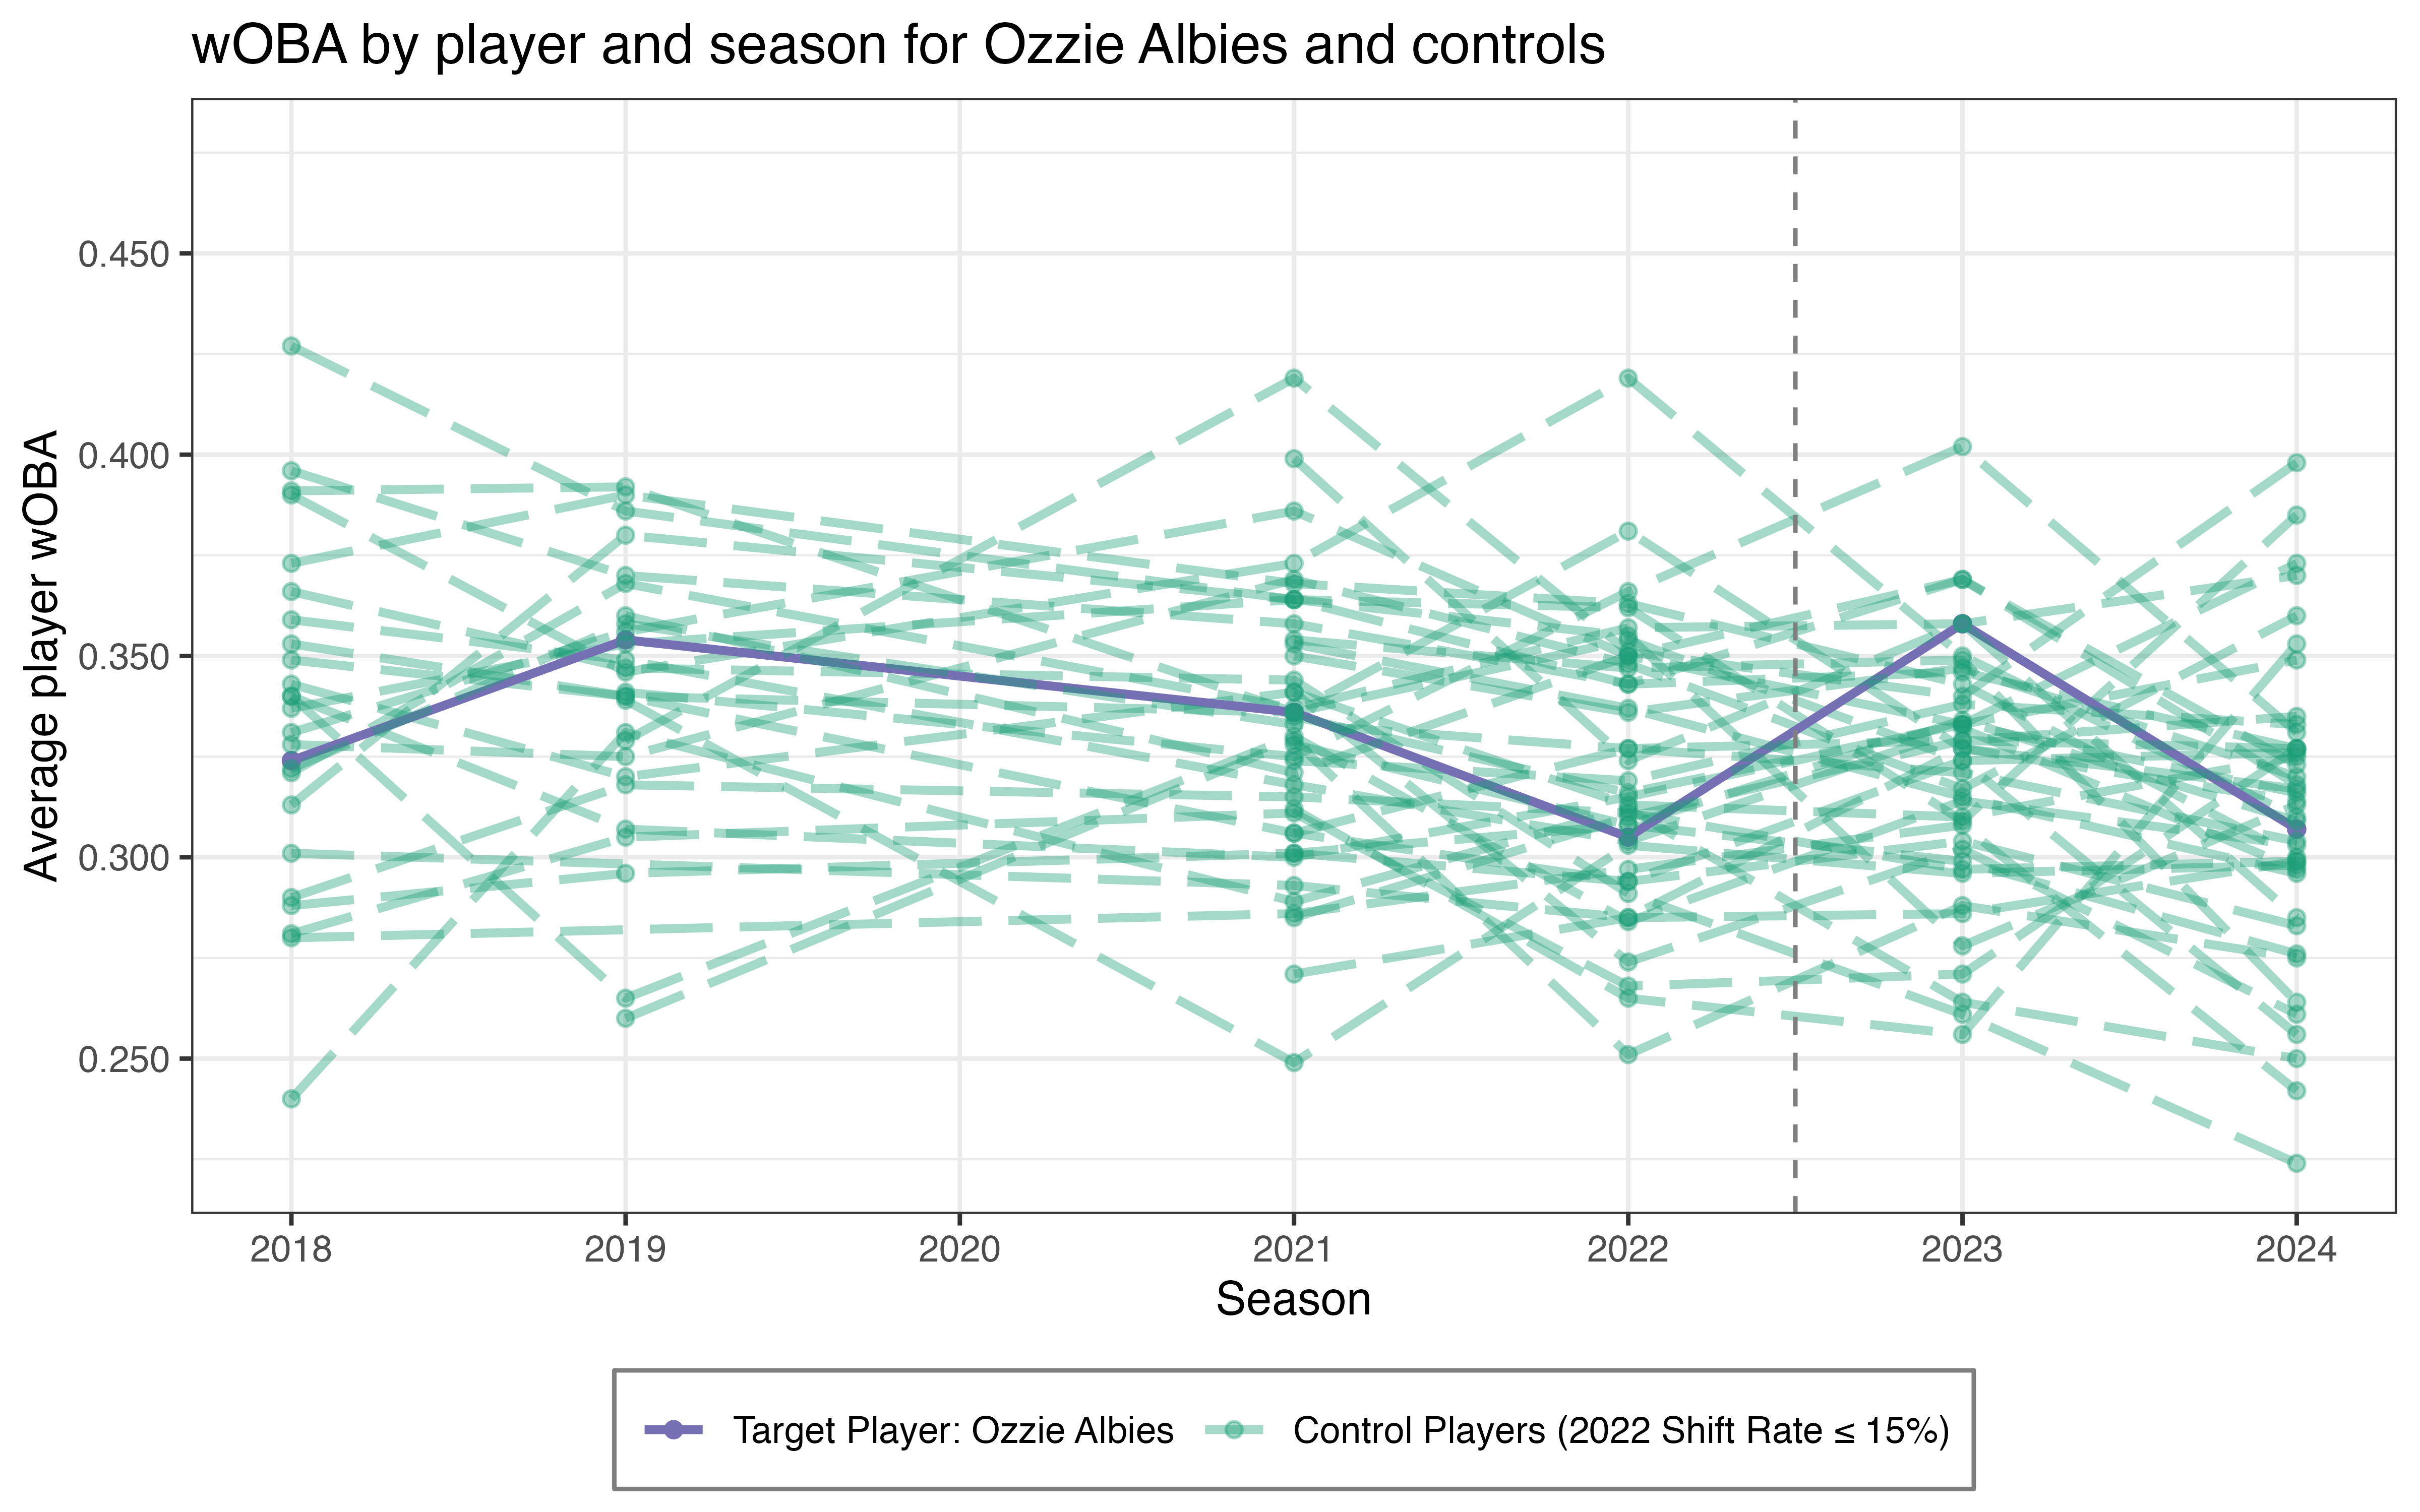 wOBA by player and season for Ozzie Albies and controls
Average player wOBA
0.450
0.400
0.350
0.300
0.250
2018 2019 2020 2021 2022 2023 2024
Season
Target Player: Ozzie Albies Control Players (2022 Shift Rate ≤ 15%)